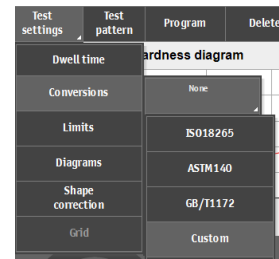 Test settings
Test pattern
Program
Delete
ardness diagram
Dwell time
Conversions
None
Limits
ISO18265
Diagrams
ASTM140
Shape correction
GB/T1172
Grid
Custom